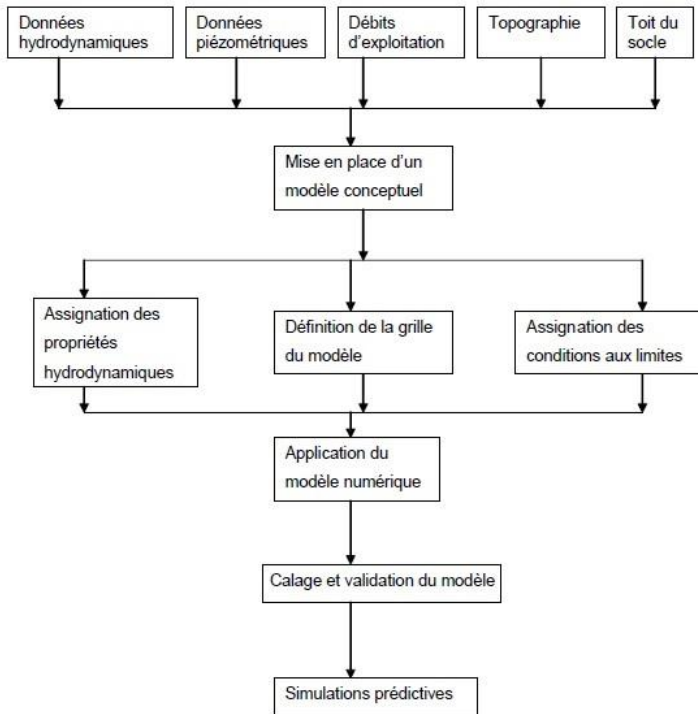 Données
hydrodynamiques
Données
piézométriques
Débits
d'exploitation
Topographie
Toit du
socle
Mise en place d'un
modèle conceptuel
Assignation des
propriétés
hydrodynamiques
Définition de la grille
du modèle
Assignation des
conditions aux limites
Application du
modèle numérique
Calage et validation du modèle
Simulations prédictives